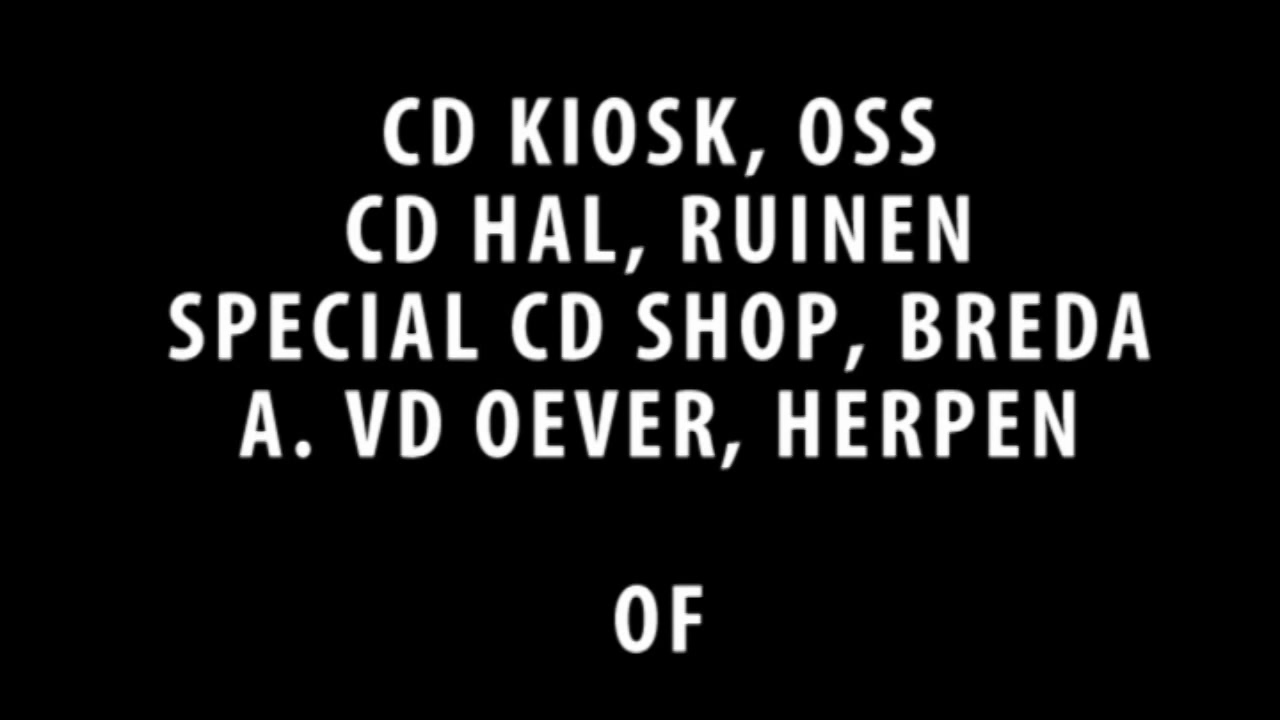 CD KIOSK, OSS
CD HAL, RUINEN
SPECIAL CD SHOP, BREDA
A. VD OEVER, HERPEN
OF